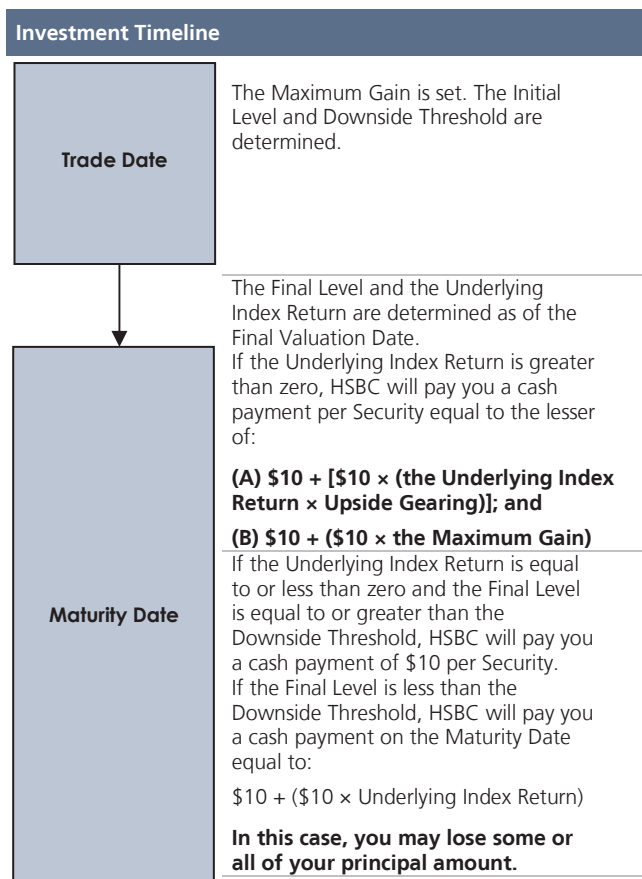 Investment Timeline
Trade Date
The Maximum Gain is set. The Initial
Level and Downside Threshold are
determined.
Maturity Date
The Final Level and the Underlying
Index Return are determined as of the
Final Valuation Date.
If the Underlying Index Return is greater
than zero, HSBC will pay you a cash
payment per Security equal to the lesser
of:
(A) $10 + [$10 × (the Underlying Index
Return × Upside Gearing)]; and
(B) $10 + ($10 × the Maximum Gain)
If the Underlying Index Return is equal
to or less than zero and the Final Level
is equal to or greater than the
Downside Threshold, HSBC will pay you
a cash payment of $10 per Security.
If the Final Level is less than the
Downside Threshold, HSBC will pay you
a cash payment on the Maturity Date
equal to:
$10 + ($10 × Underlying Index Return)
In this case, you may lose some or
all of your principal amount.